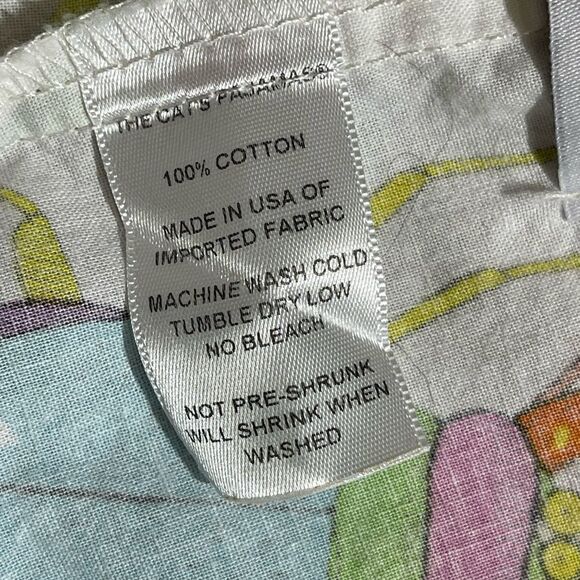 THE CAT'S PAJAMAS®
100% COTTON
MADE IN USA OF
IMPORTED FABRIC
MACHINE WASH COLD
TUMBLE DRY LOW
NO BLEACH
NOT PRE-SHRUNK
WILL SHRINK WHEN
WASHED